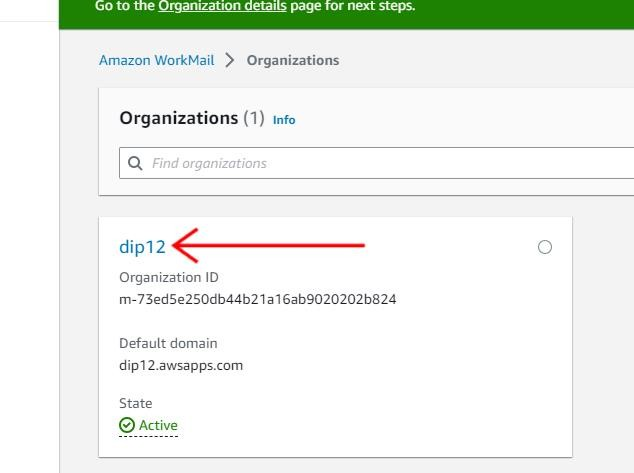 Go to the Organization details page for next steps.
Amazon WorkMail > Organizations
Organizations (1) Info
Find organizations
dip12
Organization ID
m-73ed5e250db44b21a16ab9020202b824
Default domain
dip12.awsapps.com
State
Active